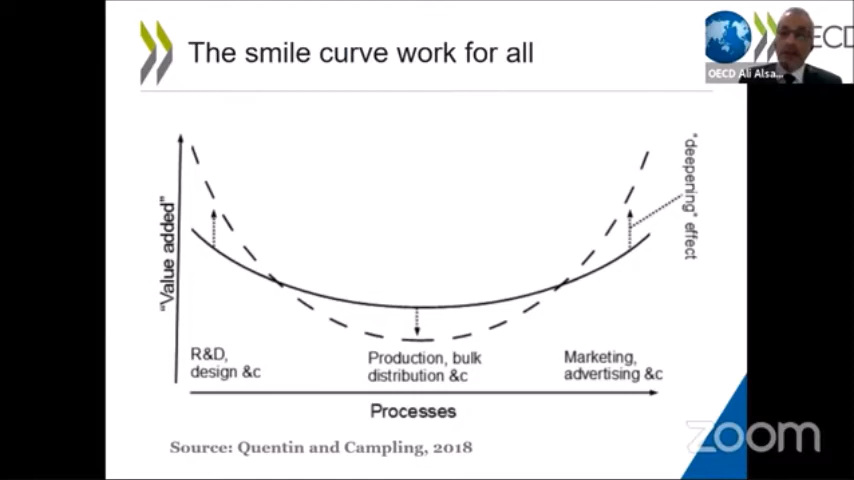 The smile curve work for all
OECD
OECD Ali Alsa...
"Value added"
"deepening" effect
R&D,
design &c
Production, bulk
distribution &c
Marketing,
advertising &c
Processes
Source: Quentin and Campling, 2018
zoom